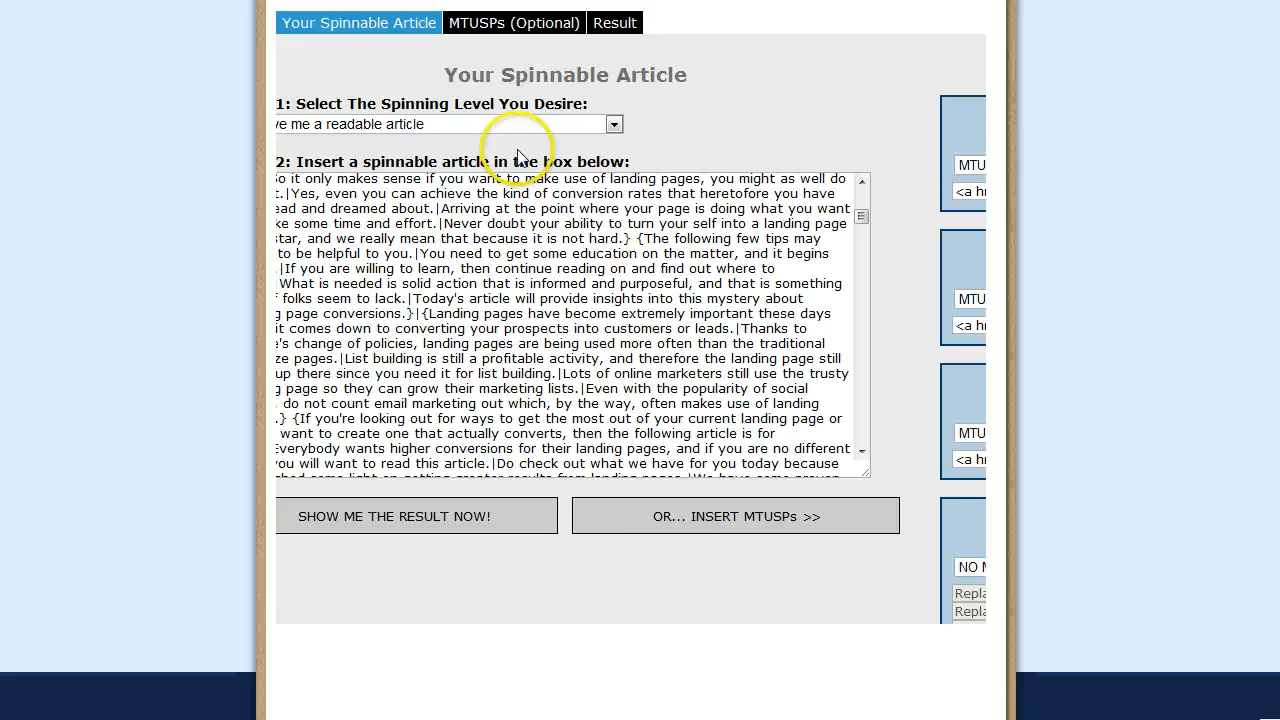 Your Spinnable Article MTUSPs (Optional) Result
Your Spinnable Article
1: Select The Spinning Level You Desire:
ve me a readable article
2: Insert a spinnable article in the box below:
So it only makes sense if you want to make use of landing pages, you might as well do
t.|Yes, even you can achieve the kind of conversion rates that heretofore you have
ead and dreamed about.|Arriving at the point where your page is doing what you want
ke some time and effort.|Never doubt your ability to turn your self into a landing page
star, and we really mean that because it is not hard.} {The following few tips may
to be helpful to you.|You need to get some education on the matter, and it begins
.|If you are willing to learn, then continue reading on and find out where to
|What is needed is solid action that is informed and purposeful, and that is something
f folks seem to lack.|Today's article will provide insights into this mystery about
g page conversions.}|{Landing pages have become extremely important these days
it comes down to converting your prospects into customers or leads.|Thanks to
e's change of policies, landing pages are being used more often than the traditional
ze pages.|List building is still a profitable activity, and therefore the landing page still
up there since you need it for list building.|Lots of online marketers still use the trusty
g page so they can grow their marketing lists.|Even with the popularity of social
, do not count email marketing out which, by the way, often makes use of landing
.} {If you're looking out for ways to get the most out of your current landing page or
want to create one that actually converts, then the following article is for
Everybody wants higher conversions for their landing pages, and if you are no different
you will want to read this article.|Do check out what we have for you today because
SHOW ME THE RESULT NOW!
OR... INSERT MTUSPs >>
MTU
<a h
MTU
<a h
MTU
<a h
NO
Repla
Repla